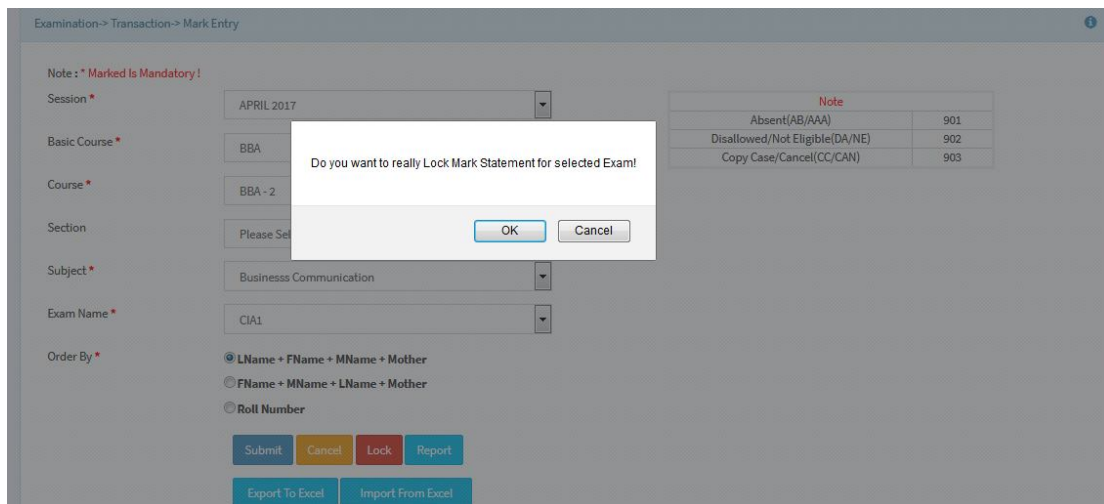 Examination-> Transaction-> Mark Entry
Note : * Marked Is Mandatory !
Session *
APRIL 2017
Note
Absent(AB/AAA) 901
Disallowed/Not Eligible(DA/NE) 902
Copy Case/Cancel(CC/CAN) 903
Basic Course *
BBA
Do you want to really Lock Mark Statement for selected Exam!
OK Cancel
Course *
BBA - 2
Section
Please Sel
Subject *
Businesss Communication
Exam Name *
CIA1
Order By *
LName + FName + MName + Mother
FName + MName + LName + Mother
Roll Number
Submit Cancel Lock Report
Export To Excel Import From Excel